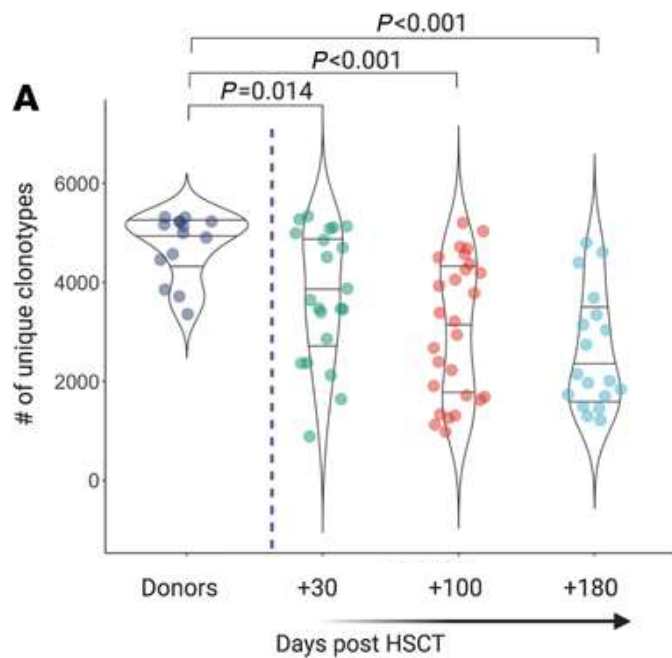 P<0.001
P<0.001
A
P=0.014
# of unique clonotypes
6000
4000
2000
0
Donors
+30
+100
+180
Days post HSCT